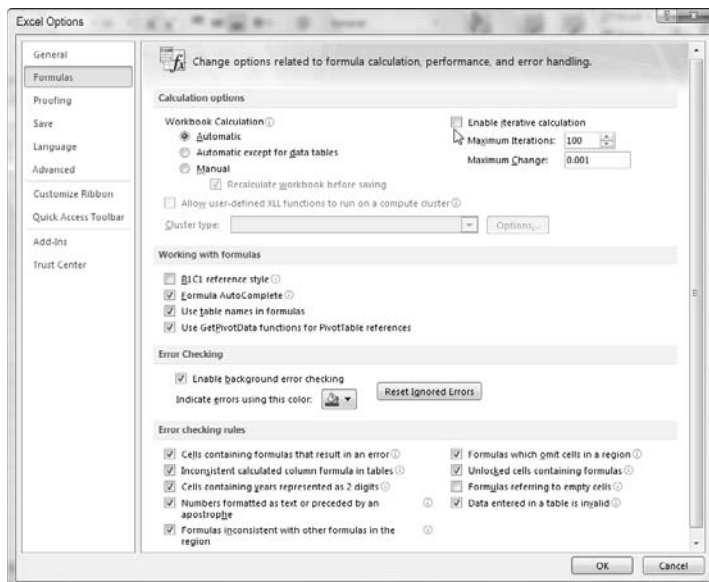 Excel Options
General
Formulas
Proofing
Save
Language
Advanced
Customize Ribbon
Quick Access Toolbar
Add-Ins
Trust Center
Change options related to formula calculation, performance, and error handling.
Calculation options
Workbook Calculation
Automatic
Automatic except for data tables
Manual
Recalculate workbook before saving
Enable iterative calculation
Maximum Iterations: 100
Maximum Change: 0.001
Allow user-defined XLL functions to run on a compute cluster
Cluster type:
Options...
Working with formulas
R1C1 reference style
Formula AutoComplete
Use table names in formulas
Use GetPivotData functions for PivotTable references
Error Checking
Enable background error checking
Indicate errors using this color:
Reset Ignored Errors
Error checking rules
Cells containing formulas that result in an error
Inconsistent calculated column formula in tables
Cells containing years represented as 2 digits
Numbers formatted as text or preceded by an
apostrophe
Formulas inconsistent with other formulas in the
region
Formulas which omit cells in a region
Unlocked cells containing formulas
Formulas referring to empty cells
Data entered in a table is invalid
OK
Cancel